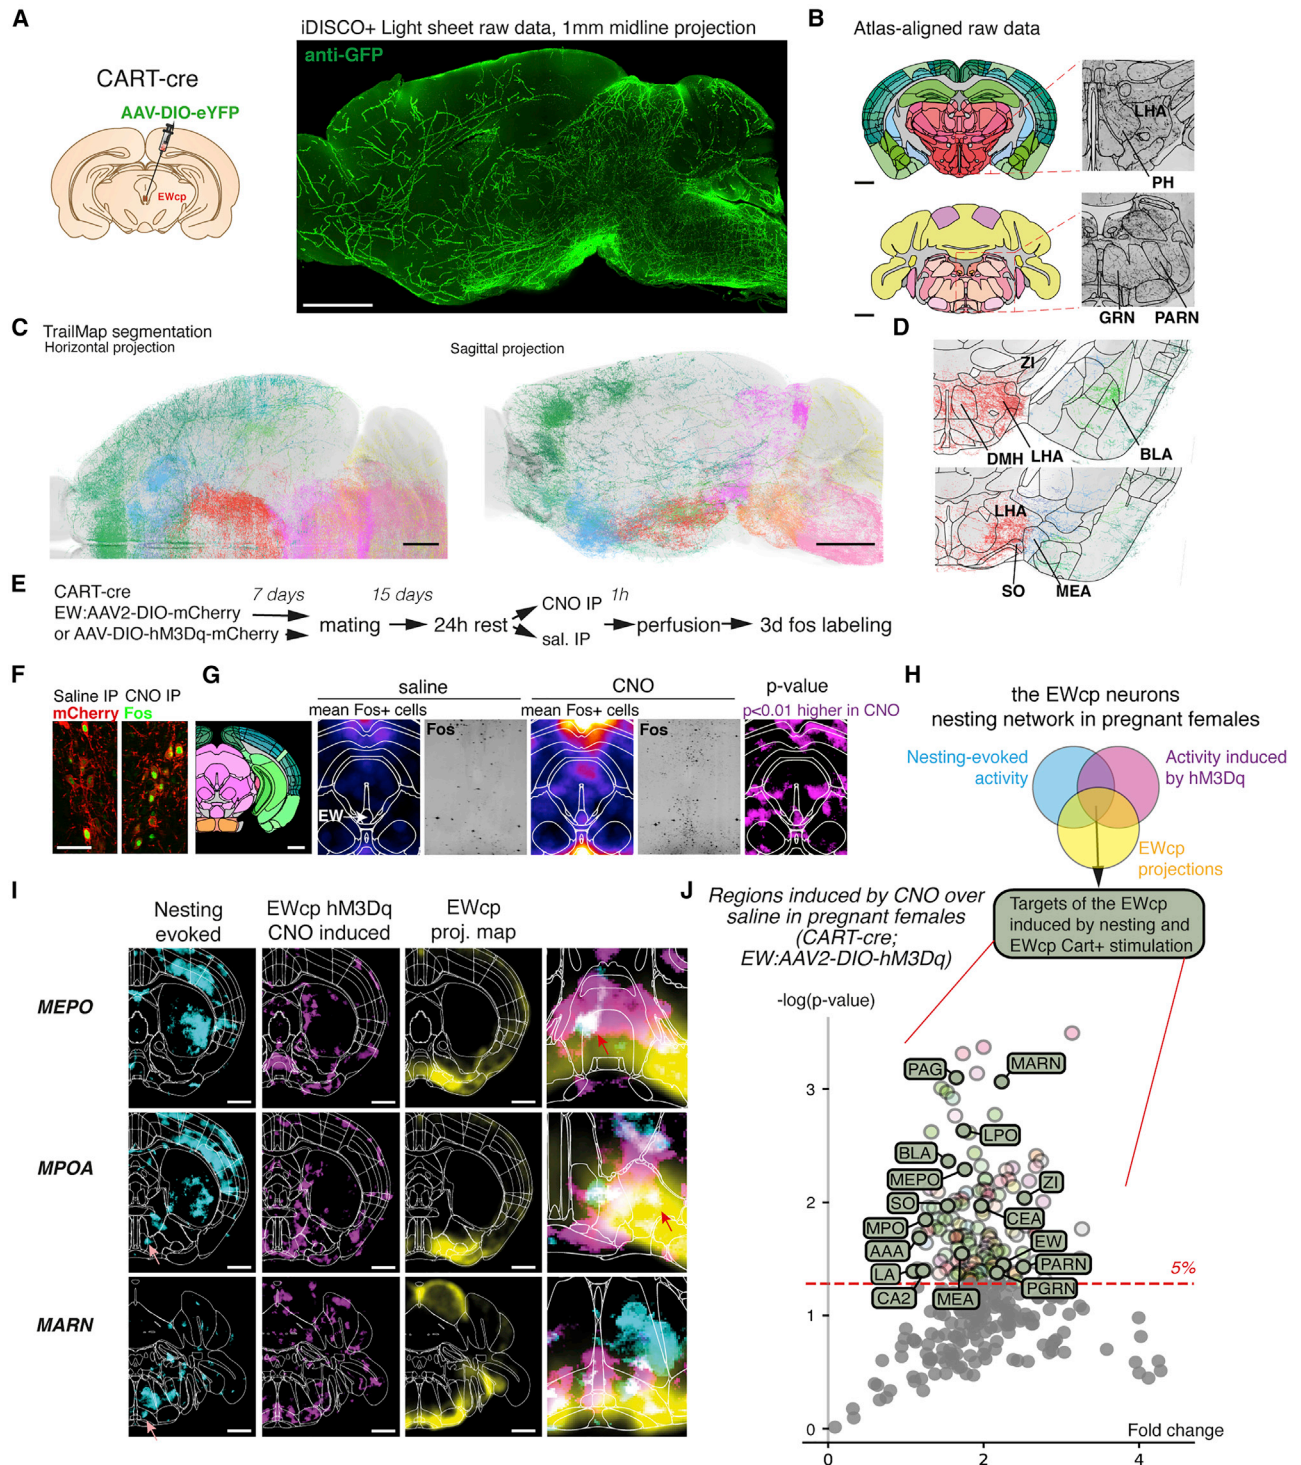 A
iDISCO+ Light sheet raw data, 1mm midline projection
anti-GFP
CART-cre
AAV-DIO-eYFP
EWcp
B
Atlas-aligned raw data
LHA
PH
GRN
PARN
C
TrailMap segmentation
Horizontal projection
Sagittal projection
D
ZI
DMH
LHA
BLA
LHA
SO
MEA
E
CART-cre
EW:AAV2-DIO-mCherry
or AAV-DIO-hM3Dq-mCherry
7 days
mating
15 days
24h rest
CNO IP
sal. IP
1h
perfusion
3d fos labeling
F
Saline IP
CNO IP
mCherry
Fos
G
saline
CNO
p-value
mean Fos+ cells
Fos
mean Fos+ cells
Fos
p<0.01 higher in CNO
EW
H
the EWcp neurons
nesting network in pregnant females
Nesting-evoked
activity
Activity induced
by hM3Dq
EWcp
projections
Targets of the EWcp
induced by nesting and
EWcp Cart+ stimulation
I
Nesting
evoked
EWcp hM3Dq
CNO induced
EWcp
proj. map
MEPO
MPOA
MARN
J
Regions induced by CNO over
saline in pregnant females
(CART-cre;
EW:AAV2-DIO-hM3Dq)
-log(p-value)
3
2
1
0
PAG
MARN
LPO
BLA
MEPO
ZI
SO
CEA
MPO
EW
AAA
PARN
LA
PGRN
CA2
MEA
5%
Fold change
0
2
4